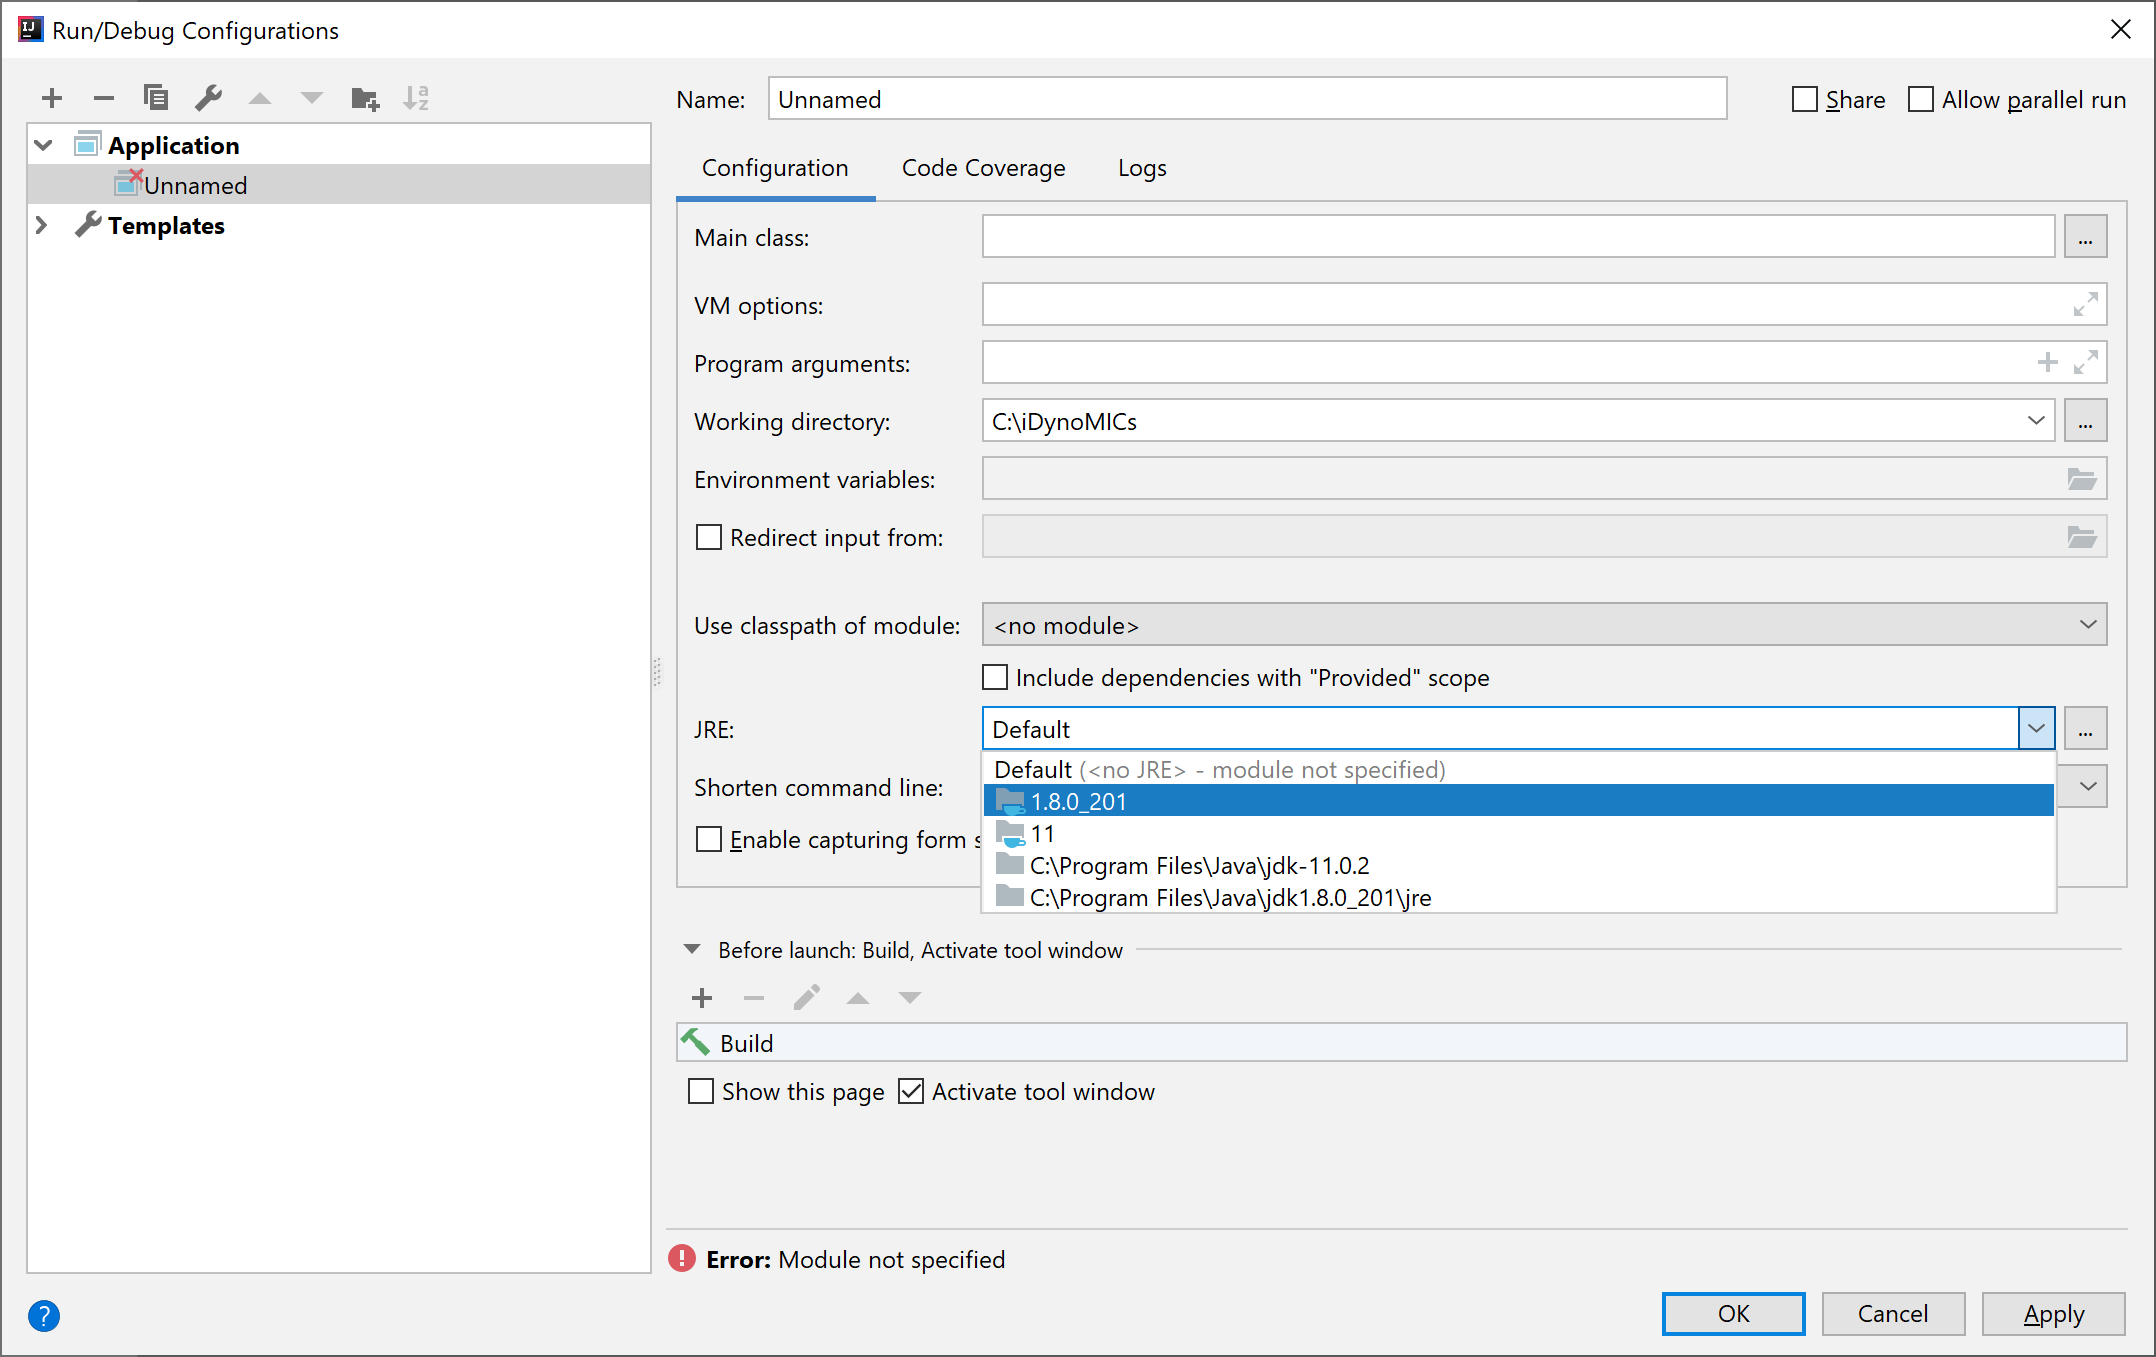 Run/Debug Configurations
Name: Unnamed Share Allow parallel run
Application
Unnamed
Templates
Configuration Code Coverage Logs
Main class: ...
VM options:
Program arguments:
Working directory: C:\iDynoMICs ...
Environment variables:
Redirect input from:
Use classpath of module: <no module>
Include dependencies with "Provided" scope
JRE: Default ...
Default (<no JRE> - module not specified)
Shorten command line:
1.8.0_201
11
Enable capturing form s
C:\Program Files\Java\jdk-11.0.2
C:\Program Files\Java\jdk1.8.0_201\jre
Before launch: Build, Activate tool window
Build
Show this page Activate tool window
Error: Module not specified
OK Cancel Apply